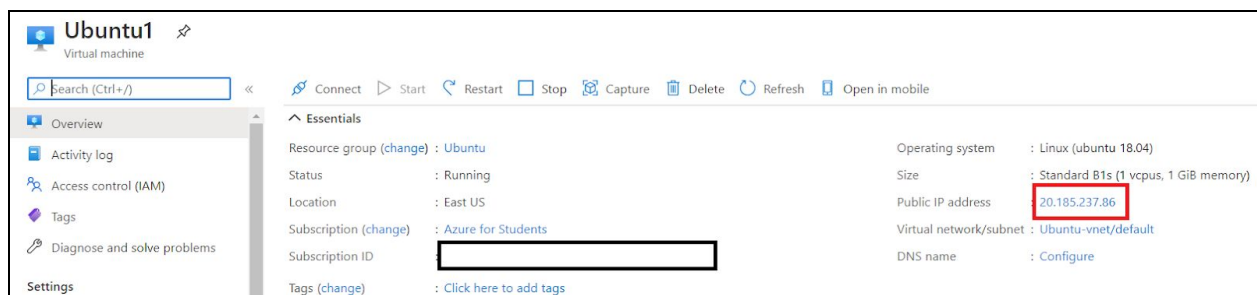 Ubuntu1
Virtual machine
Search (Ctrl+/)
«
Connect Start Restart Stop Capture Delete Refresh Open in mobile
Overview
Activity log
Access control (IAM)
Tags
Diagnose and solve problems
Settings
Essentials
Resource group (change) : Ubuntu
Status : Running
Location : East US
Subscription (change) : Azure for Students
Subscription ID :
Tags (change) : Click here to add tags
Operating system : Linux (ubuntu 18.04)
Size : Standard B1s (1 vcpus, 1 GiB memory)
Public IP address : 20.185.237.86
Virtual network/subnet : Ubuntu-vnet/default
DNS name : Configure